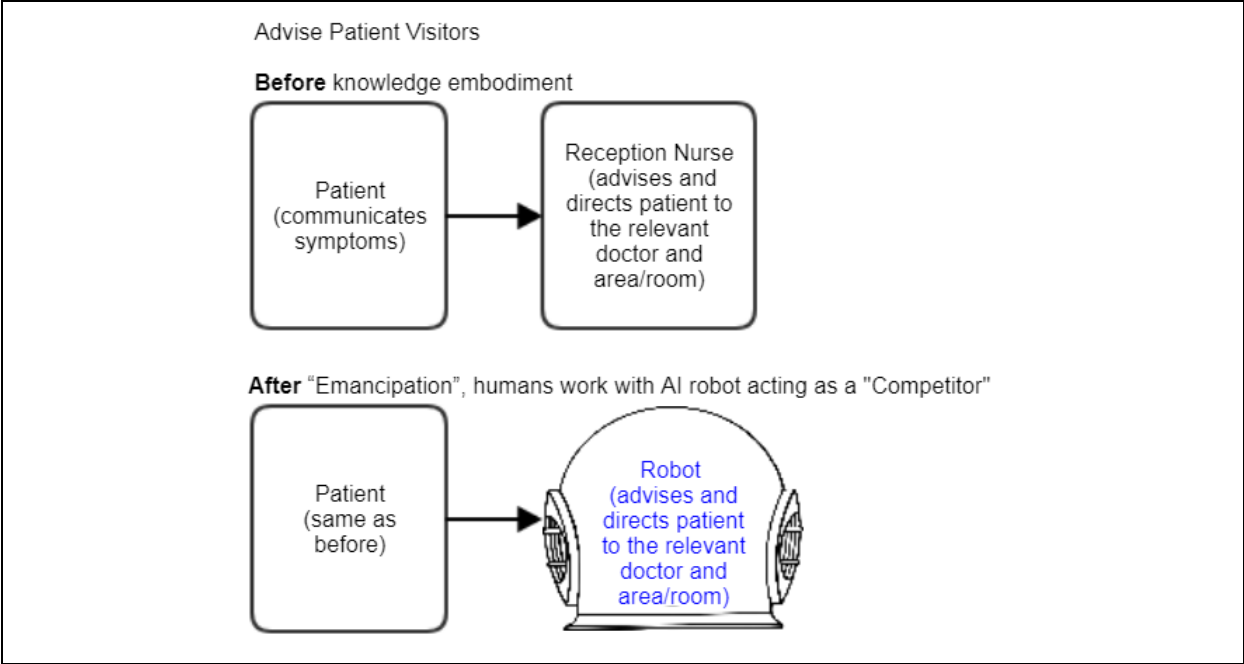 Advise Patient Visitors
Before knowledge embodiment
Patient
(communicates
symptoms)
Reception Nurse
(advises and
directs patient to
the relevant
doctor and
area/room)
After “Emancipation”, humans work with AI robot acting as a "Competitor"
Patient
(same as
before)
Robot
(advises and
directs patient
to the relevant
doctor and
area/room)